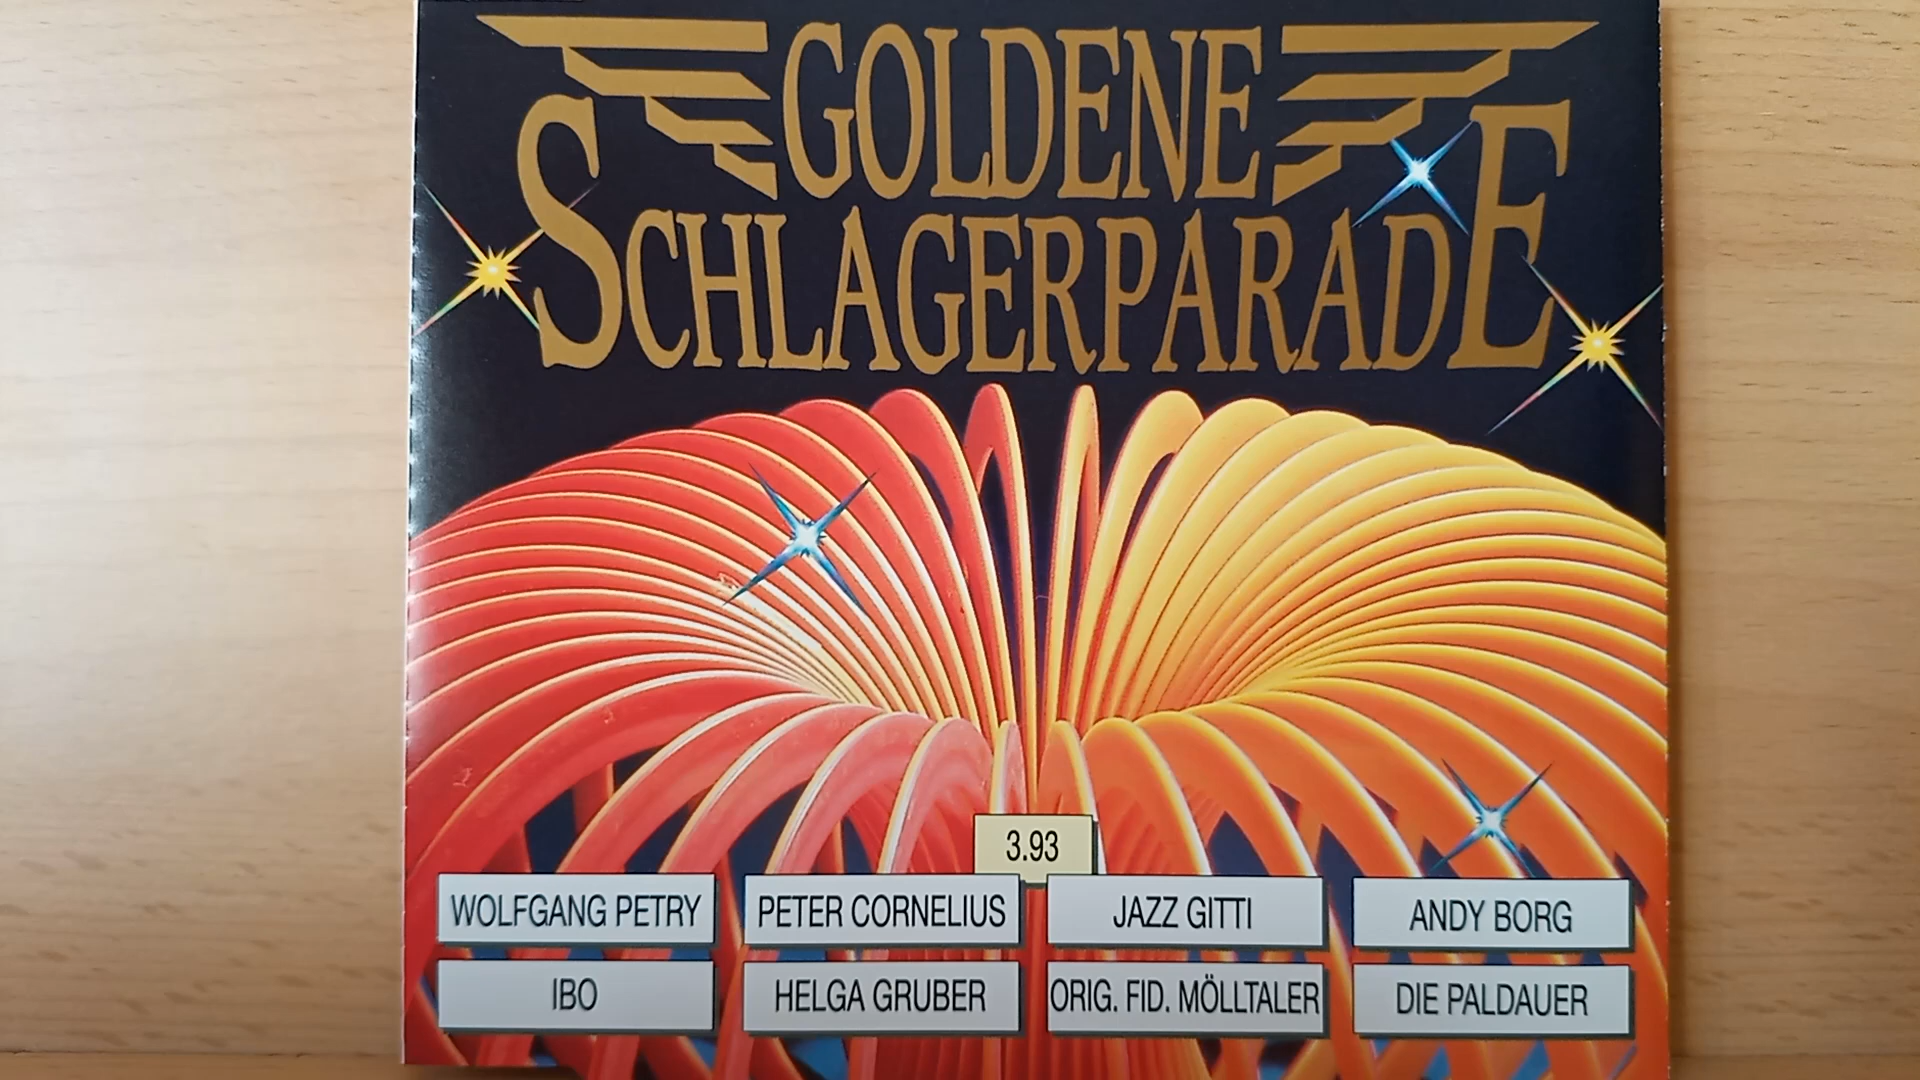 GOLDENE
SCHLAGERPARADE
3.93
WOLFGANG PETRY
PETER CORNELIUS
JAZZ GITTI
ANDY BORG
IBO
HELGA GRUBER
ORIG. FID. MÖLLTALER
DIE PALDAUER